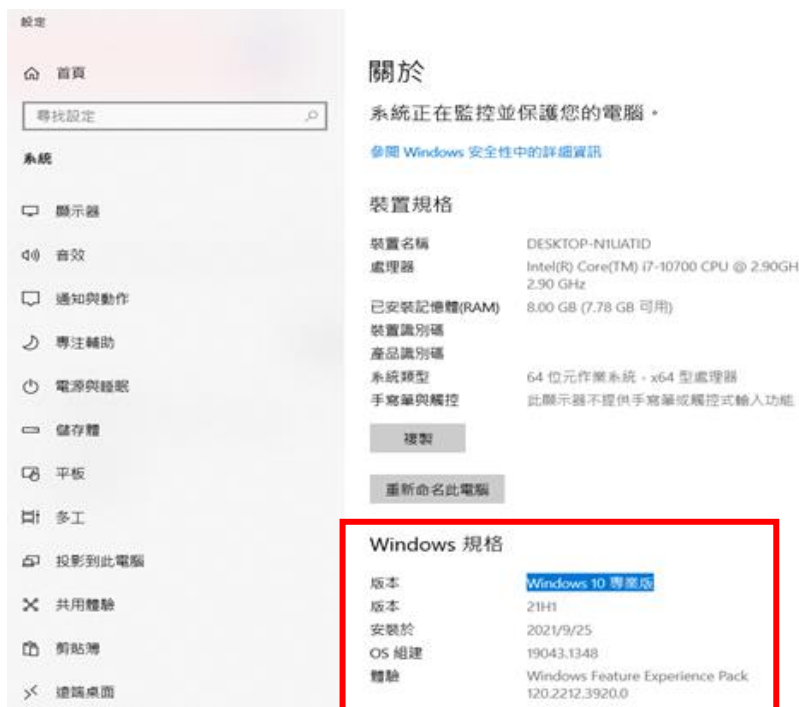 設定
首頁
尋找設定
系統
顯示器
音效
通知與動作
專注輔助
電源與睡眠
儲存體
平板
多工
投影到此電腦
共用體驗
剪貼簿
遠端桌面
關於
系統正在監控並保護您的電腦。
參閱 Windows 安全性中的詳細資訊
裝置規格
裝置名稱 DESKTOP-N1UATID
處理器 Intel(R) Core(TM) i7-10700 CPU @ 2.90GH
2.90 GHz
已安裝記憶體(RAM) 8.00 GB (7.78 GB 可用)
裝置識別碼
產品識別碼
系統類型 64 位元作業系統，x64 型處理器
手寫筆與觸控 此顯示器不提供手寫筆或觸控式輸入功能
複製
重新命名此電腦
Windows 規格
版本 Windows 10 專業版
版本 21H1
安裝於 2021/9/25
OS 組建 19043.1348
體驗 Windows Feature Experience Pack
120.2212.3920.0